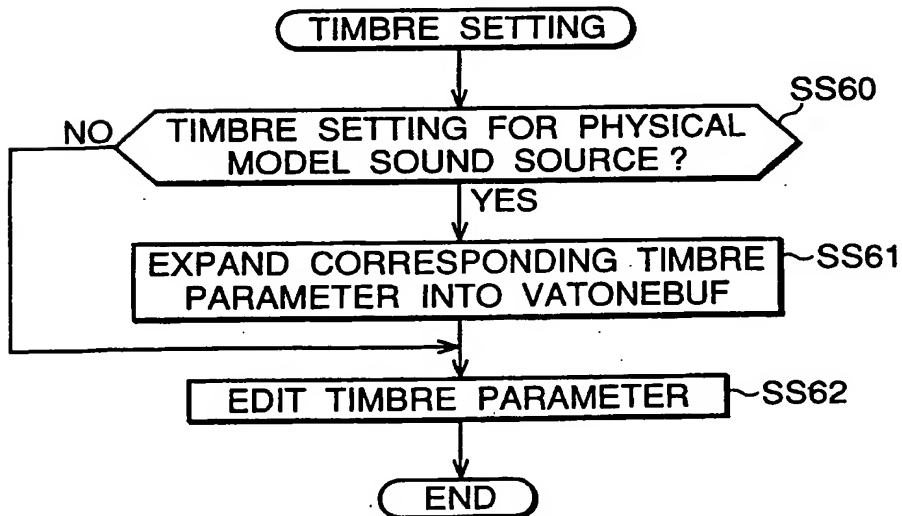 TIMBRE SETTING
SS60
NO
TIMBRE SETTING FOR PHYSICAL
MODEL SOUND SOURCE ?
YES
EXPAND CORRESPONDING TIMBRE
PARAMETER INTO VATONEBUF
SS61
EDIT TIMBRE PARAMETER
SS62
END